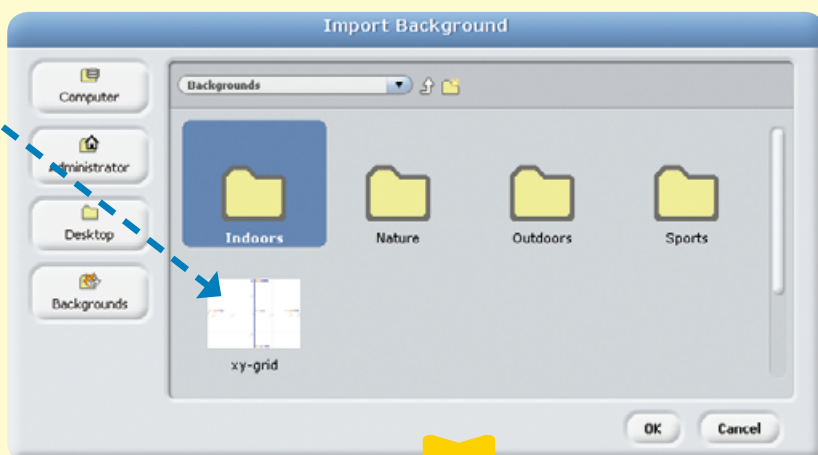 Import Background
Computer
Administrator
Desktop
Backgrounds
Backgrounds
Indoors
Nature
Outdoors
Sports
xy-grid
OK
Cancel